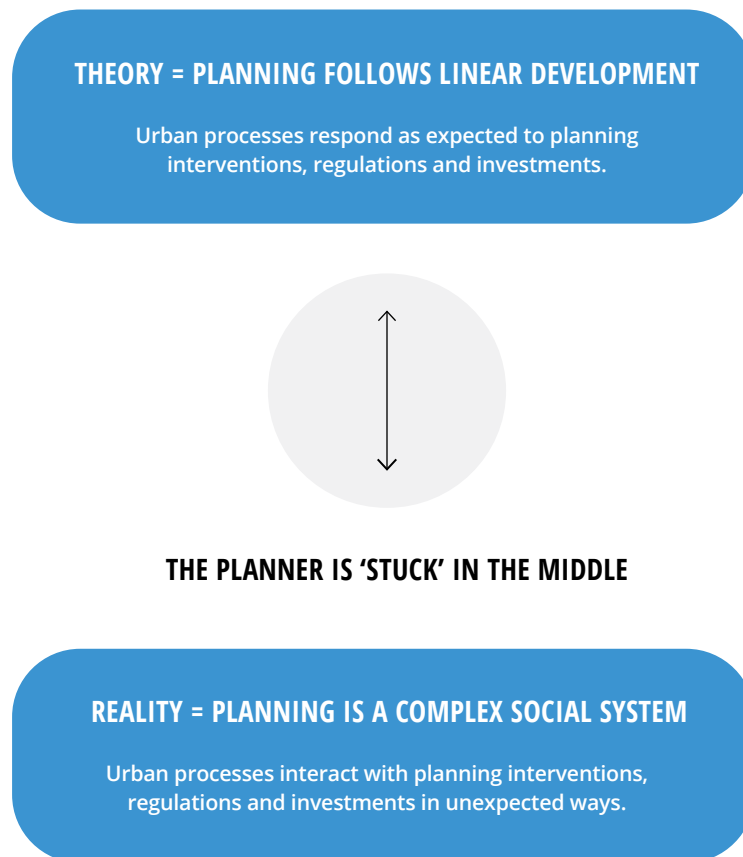 THEORY = PLANNING FOLLOWS LINEAR DEVELOPMENT
Urban processes respond as expected to planning
interventions, regulations and investments.
THE PLANNER IS ‘STUCK’ IN THE MIDDLE
REALITY = PLANNING IS A COMPLEX SOCIAL SYSTEM
Urban processes interact with planning interventions,
regulations and investments in unexpected ways.